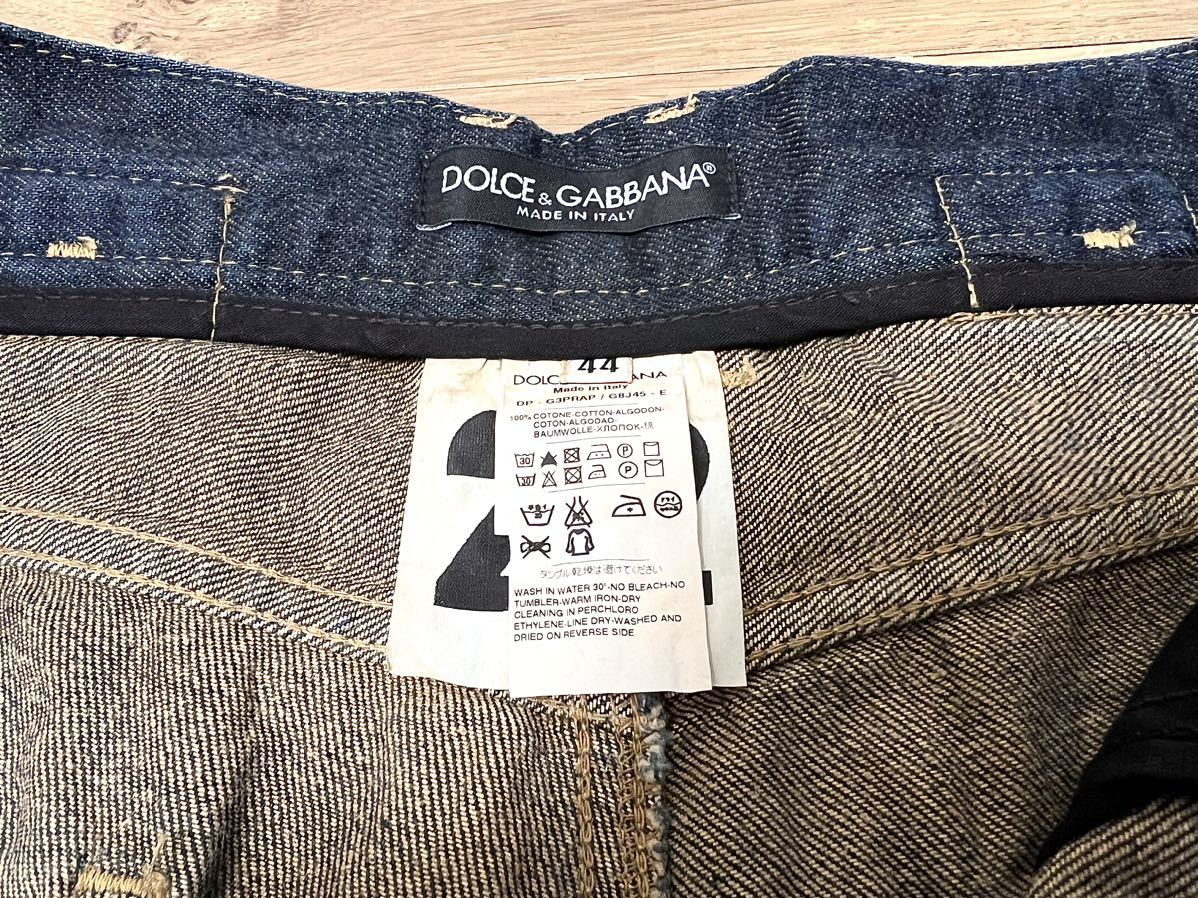 DOLCE & GABBANA®
MADE IN ITALY
44
Made in Italy
DP - G3PRAP / G8J45 - E
100% COTONE-COTTON-ALGODON-
COTON-ALGODAO-
BAUMWOLLE-ХЛОПОК-棉
30
30
タンブル乾燥は避けてください
WASH IN WATER 30°-NO BLEACH-NO
TUMBLER-WARM IRON-DRY
CLEANING IN PERCHLORO
ETHYLENE-LINE DRY-WASHED AND
DRIED ON REVERSE SIDE